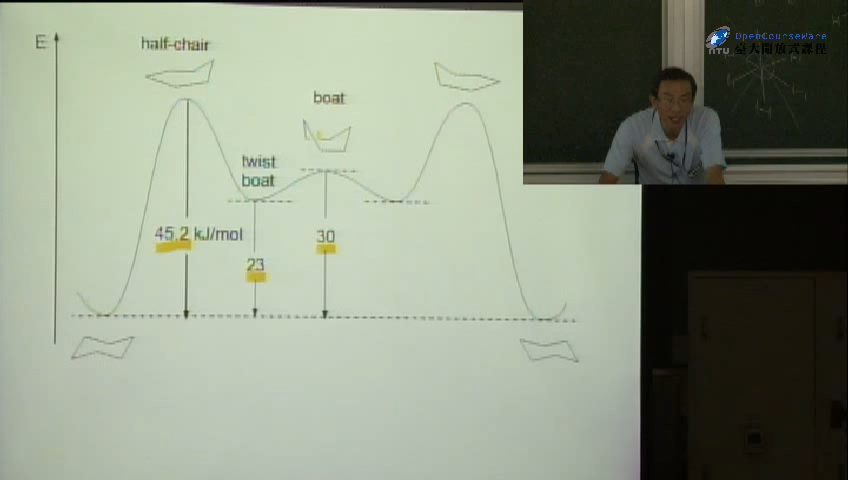 E
half-chair
boat
twist
boat
45.2 kJ/mol
30
23
OpenCourseWare
NTU
臺大開放式課程